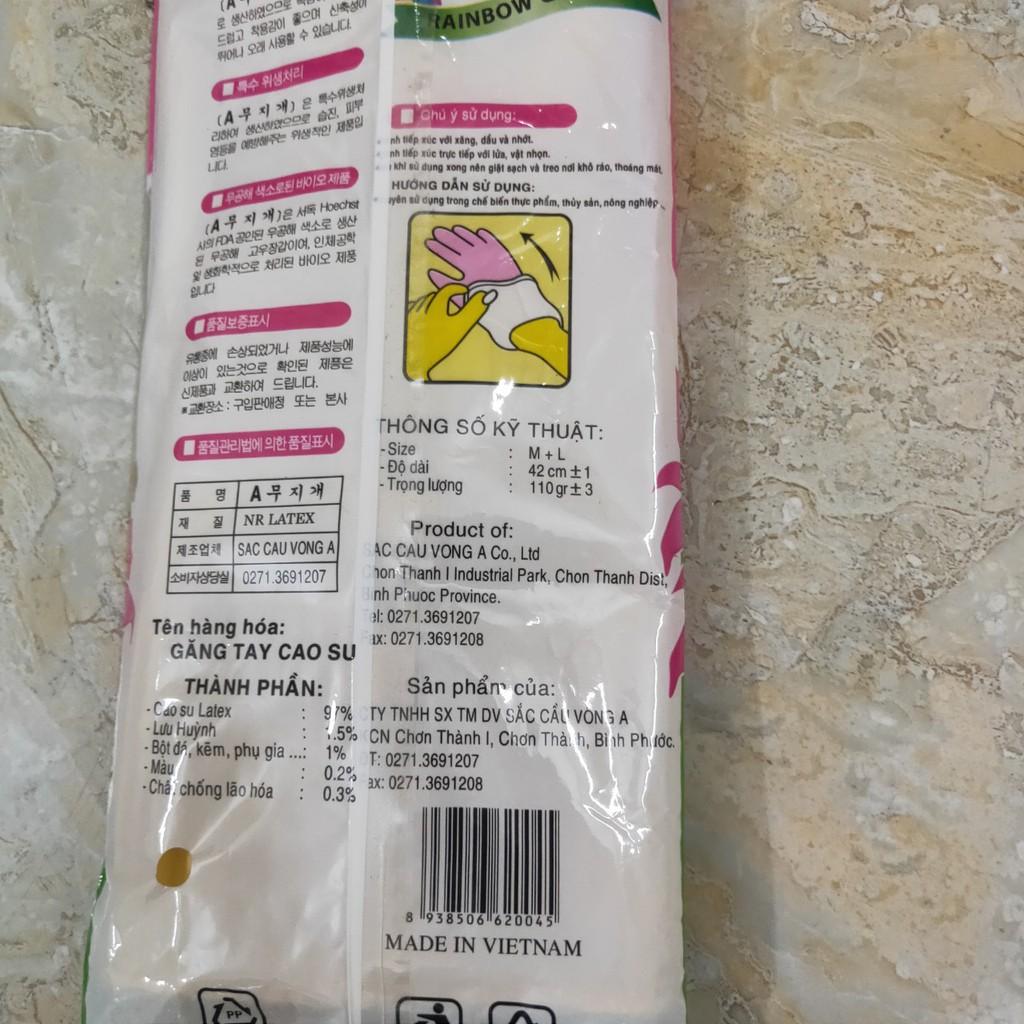 RAINBOW
로 생산하였으므로
드럽고 착용감이 좋으며 신축성이
뛰어나 오래 사용할 수 있습니다.
특수 위생처리
(A 무 지 개) 은 특수위생처
리하여 생산하였으므로 습진, 피부
염등을 예방해주는 위생적인 제품입
니다.
무공해 색소로된 바이오 제품
(A 무 지 개)은 서독 Hoechst
사의 FDA 공인된 무공해 색소로 생산
된 무공해 고무장갑이며, 인체공학
및 생화학적으로 처리된 바이오 제품
입니다
품질보증표시
유통중에 손상되었거나 제품성능에
이상이 있는것으로 확인된 제품은
신제품과 교환하여 드립니다.
※교환장소 : 구입판매점 또는 본사
품질관리법에 의한 품질표시
품 명 A 무 지 개
재 질 NR LATEX
제조업체 SAC CAU VONG A
소비자상담실 0271.3691207
Tên hàng hóa:
GĂNG TAY CAO SU
THÀNH PHẦN:
- Cao su Latex : 97%
- Lưu Huỳnh : 1.5%
- Bột đá, kẽm, phụ gia ...: 1%
- Màu : 0.2%
- Chất chống lão hóa : 0.3%
Chú ý sử dụng:
nh tiếp xúc với xăng, dầu và nhớt.
nh tiếp xúc trực tiếp với lửa, vật nhọn.
khi sử dụng xong nên giặt sạch và treo nơi khô ráo, thoáng mát.
HƯỚNG DẪN SỬ DỤNG:
uyên sử dụng trong chế biến thực phẩm, thủy sản, nông nghiệp ...
THÔNG SỐ KỸ THUẬT:
- Size : M + L
- Độ dài : 42 cm ± 1
- Trọng lượng : 110 gr ± 3
Product of:
SAC CAU VONG A Co., Ltd
Chon Thanh I Industrial Park, Chon Thanh Dist,
Binh Phuoc Province.
Tel: 0271.3691207
Fax: 0271.3691208
Sản phẩm của:
CTY TNHH SX TM DV SẮC CẦU VỒNG A
KCN Chơn Thành I, Chơn Thành, Bình Phước.
ĐT: 0271.3691207
Fax: 0271.3691208
8 938506 620045
MADE IN VIETNAM
PP